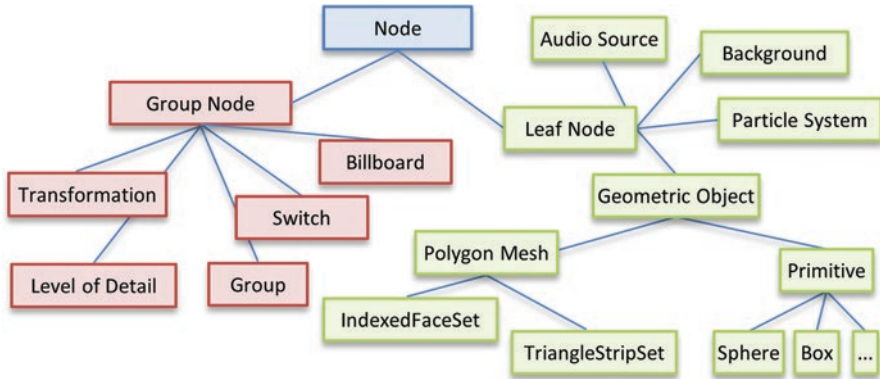 Node
Audio Source
Background
Group Node
Leaf Node
Particle System
Billboard
Transformation
Geometric Object
Switch
Polygon Mesh
Primitive
Level of Detail
Group
IndexedFaceSet
TriangleStripSet
Sphere
Box
...